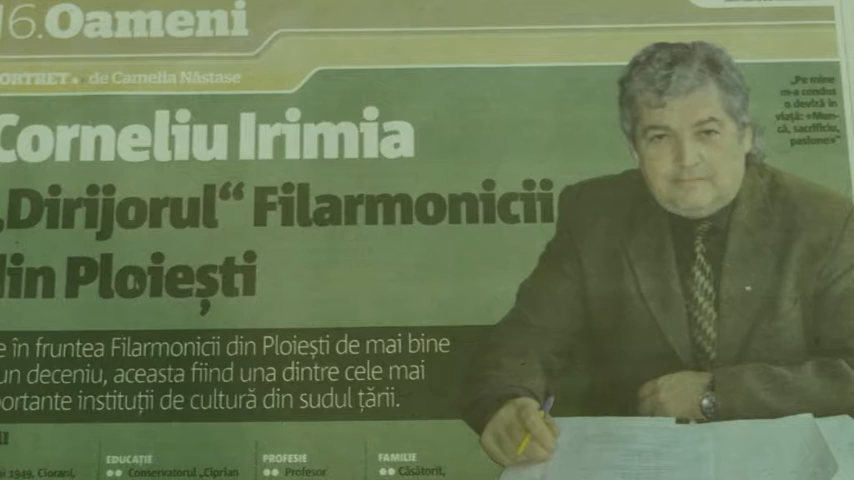 16.Oameni
PORTRET • de Camelia Năstase
Corneliu Irimia
„Dirijorul“ Filarmonicii
din Ploiești
„Pe mine
m-a condus
o deviză în
viață: «Mun-
că, sacrificiu,
pasiune»“
în fruntea Filarmonicii din Ploiești de mai bine
un deceniu, aceasta fiind una dintre cele mai
importante instituții de cultură din sudul țării.
EDUCAȚIE
PROFESIE
FAMILIE
1949, Ciorani,
•• Conservatorul „Ciprian
•• Profesor
•• Căsătorit,